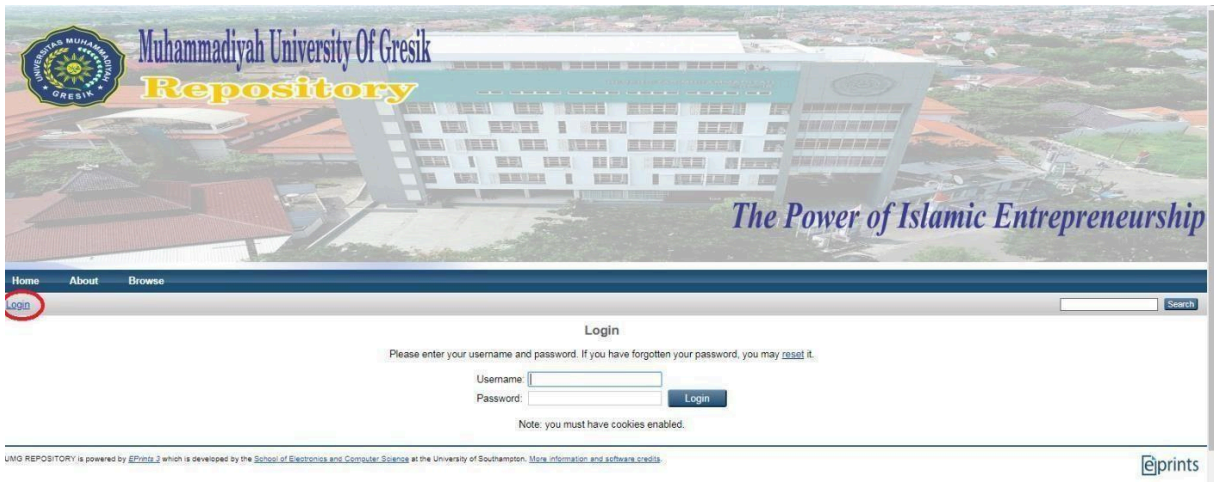 UNIVERSITAS MUHAMMADIYAH
GRESIK
Muhammadiyah University Of Gresik
Repository
The Power of Islamic Entrepreneurship
Home About Browse
Login Search
Login
Please enter your username and password. If you have forgotten your password, you may reset it.
Username:
Password: Login
Note: you must have cookies enabled.
UMG REPOSITORY is powered by EPrints 3 which is developed by the School of Electronics and Computer Science at the University of Southampton. More information and software credits.
eprints